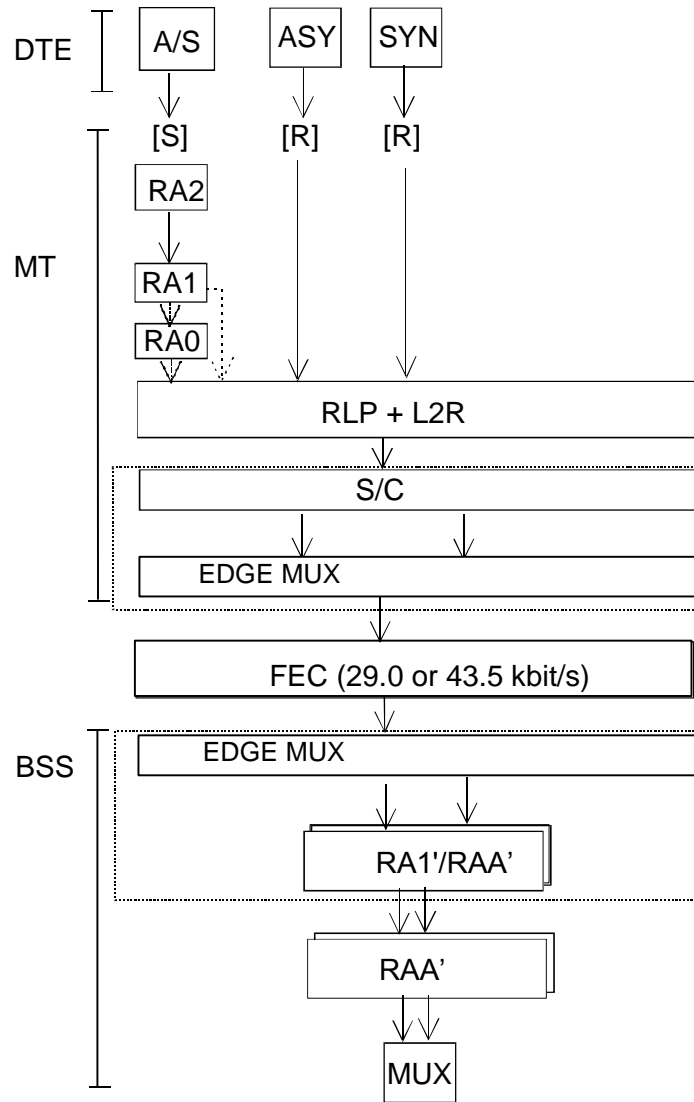 DTE
A/S
ASY
SYN
[S]
[R]
[R]
RA2
MT
RA1
RA0
RLP + L2R
S/C
EDGE MUX
FEC (29.0 or 43.5 kbit/s)
EDGE MUX
BSS
RA1'/RAA’
RAA’
MUX